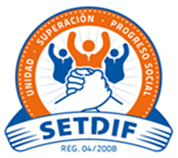 UNIDAD · SUPERACIÓN · PROGRESO SOCIAL
SETDIF
REG. 04/2008